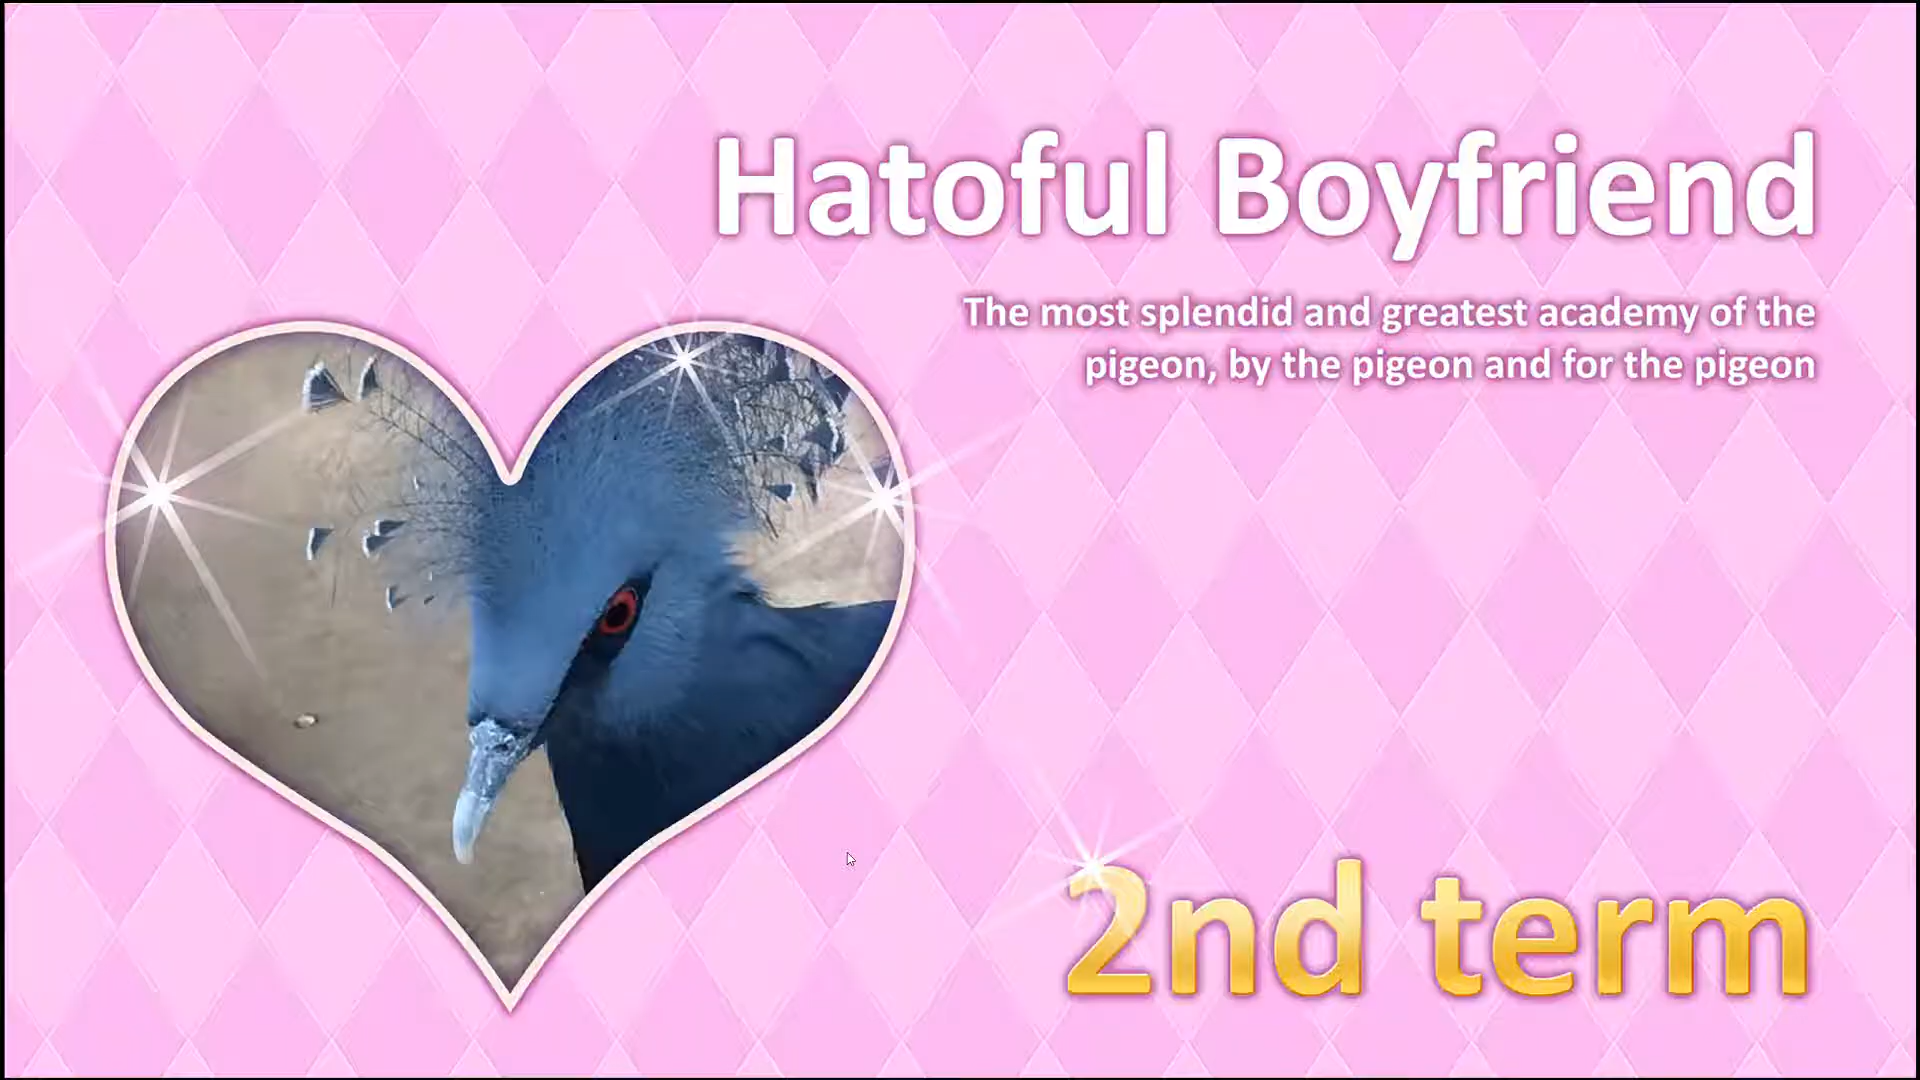 Hatoful Boyfriend
The most splendid and greatest academy of the
pigeon, by the pigeon and for the pigeon
2nd term